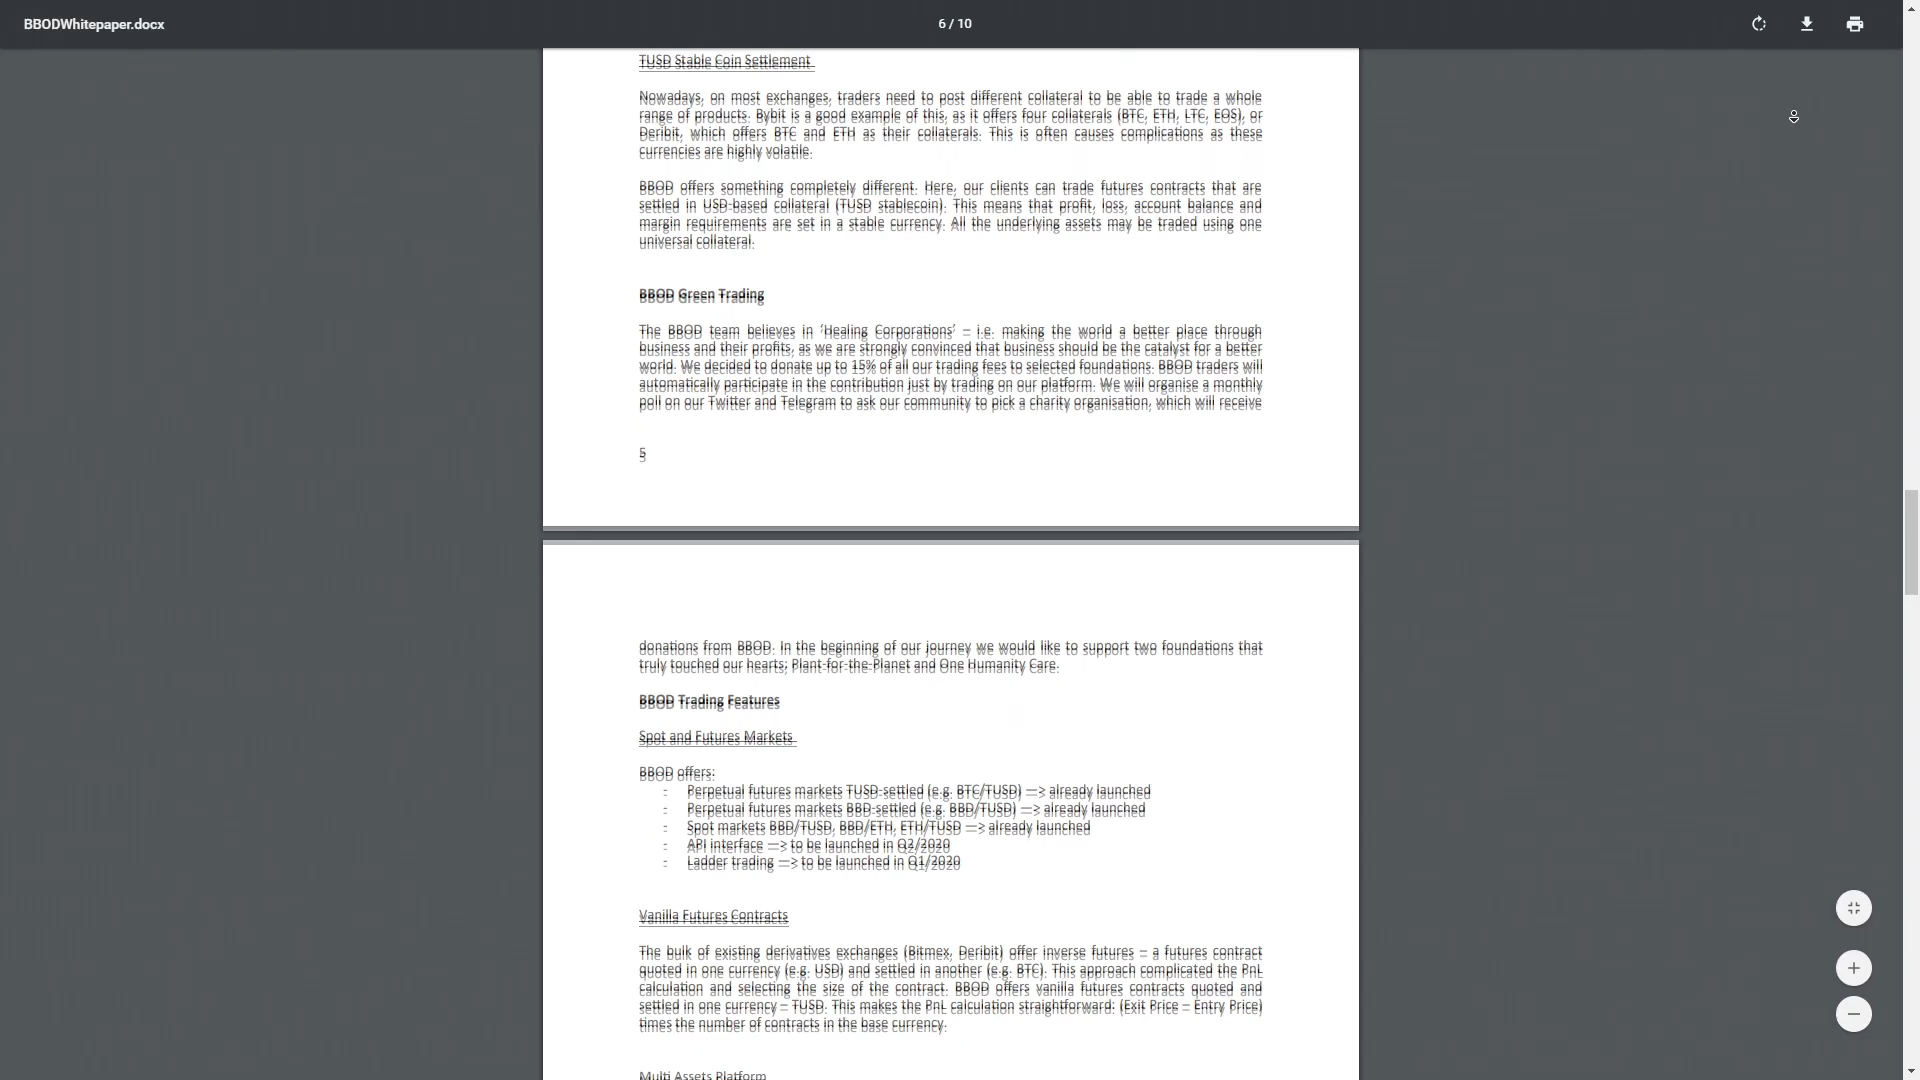 BBODWhitepaper.docx
6 / 10
TUSD Stable Coin Settlement
Nowadays, on most exchanges, traders need to post different collateral to be able to trade a whole
range of products. Bybit is a good example of this, as it offers four collaterals (BTC, ETH, LTC, EOS), or
Deribit, which offers BTC and ETH as their collaterals. This is often causes complications as these
currencies are highly volatile.
BBOD offers something completely different. Here, our clients can trade futures contracts that are
settled in USD-based collateral (TUSD stablecoin). This means that profit, loss, account balance and
margin requirements are set in a stable currency. All the underlying assets may be traded using one
universal collateral.
BBOD Green Trading
The BBOD team believes in ‘Healing Corporations’ – i.e. making the world a better place through
business and their profits, as we are strongly convinced that business should be the catalyst for a better
world. We decided to donate up to 15% of all our trading fees to selected foundations. BBOD traders will
automatically participate in the contribution just by trading on our platform. We will organise a monthly
poll on our Twitter and Telegram to ask our community to pick a charity organisation, which will receive
5
donations from BBOD. In the beginning of our journey we would like to support two foundations that
truly touched our hearts; Plant-for-the-Planet and One Humanity Care.
BBOD Trading Features
Spot and Futures Markets
BBOD offers:
- Perpetual futures markets TUSD-settled (e.g. BTC/TUSD) —> already launched
- Perpetual futures markets BBD-settled (e.g. BBD/TUSD) —> already launched
- Spot markets BBD/TUSD, BBD/ETH, ETH/TUSD —> already launched
- API interface —> to be launched in Q2/2020
- Ladder trading —> to be launched in Q1/2020
Vanilla Futures Contracts
The bulk of existing derivatives exchanges (Bitmex, Deribit) offer inverse futures – a futures contract
quoted in one currency (e.g. USD) and settled in another (e.g. BTC). This approach complicated the PnL
calculation and selecting the size of the contract. BBOD offers vanilla futures contracts quoted and
settled in one currency – TUSD. This makes the PnL calculation straightforward: (Exit Price – Entry Price)
times the number of contracts in the base currency.
Multi Assets Platform